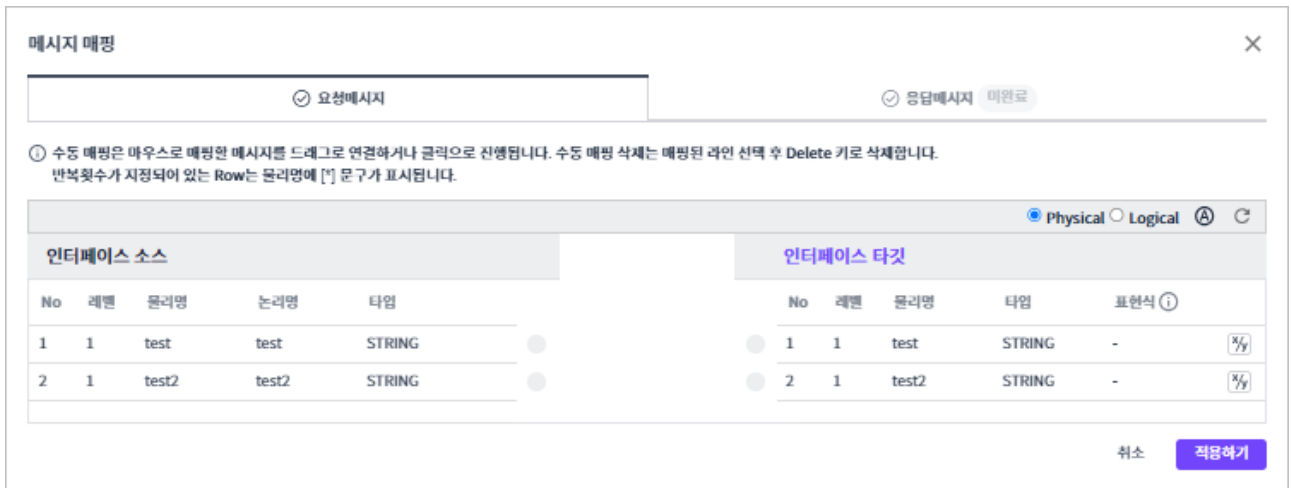 메시지 매핑
요청메시지
응답메시지 미완료
수동 매핑은 마우스로 매핑할 메시지를 드래그로 연결하거나 클릭으로 진행됩니다. 수동 매핑 삭제는 매핑된 라인 선택 후 Delete 키로 삭제합니다.
반복횟수가 지정되어 있는 Row는 물리명에 [*] 문구가 표시됩니다.
Physical Logical A
인터페이스 소스 인터페이스 타깃
No 레벨 물리명 논리명 타입 No 레벨 물리명 타입 표현식
1 1 test test STRING 1 1 test STRING - x/y
2 1 test2 test2 STRING 2 1 test2 STRING - x/y
취소 적용하기